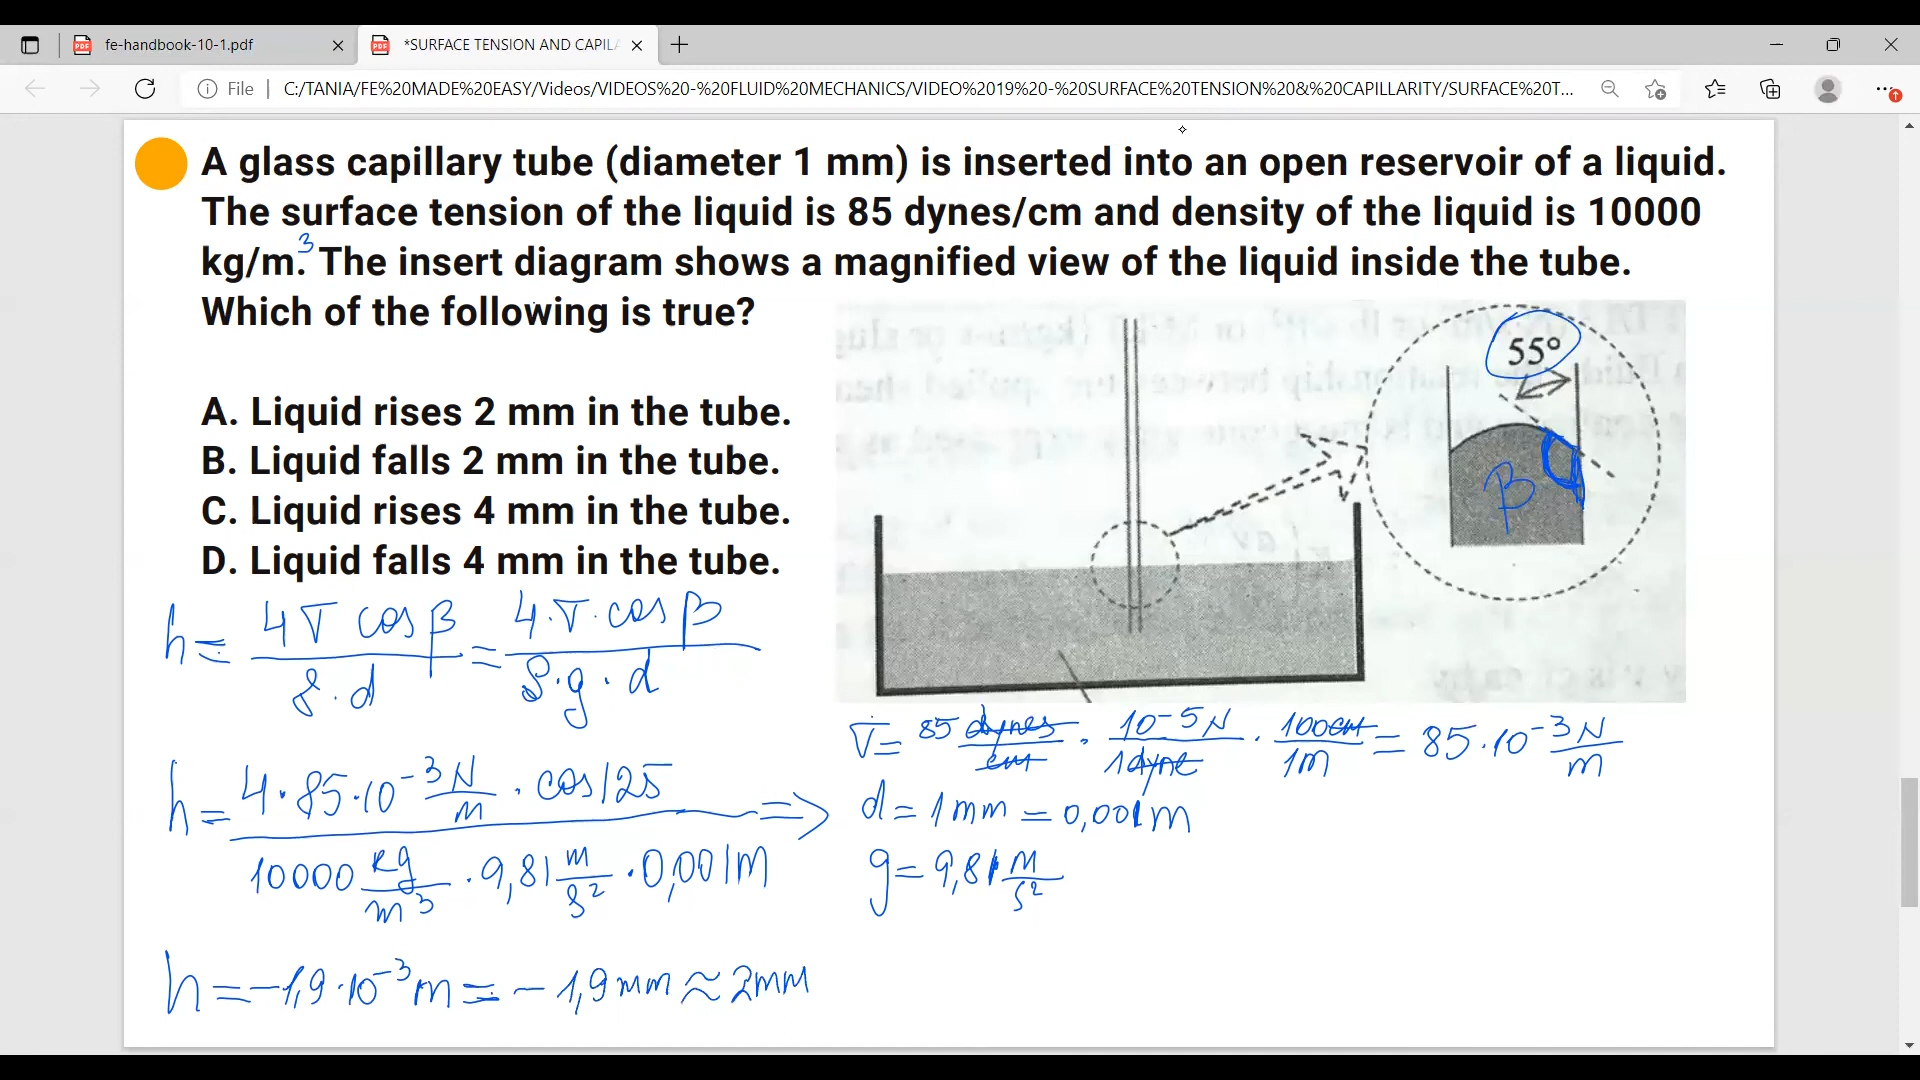 fe-handbook-10-1.pdf
*SURFACE TENSION AND CAPIL
File
C:/TANIA/FE%20MADE%20EASY/Videos/VIDEOS%20-%20FLUID%20MECHANICS/VIDEO%2019%20-%20SURFACE%20TENSION%20&%20CAPILLARITY/SURFACE%20T...
A glass capillary tube (diameter 1 mm) is inserted into an open reservoir of a liquid.
The surface tension of the liquid is 85 dynes/cm and density of the liquid is 10000
kg/m.³ The insert diagram shows a magnified view of the liquid inside the tube.
Which of the following is true?
A. Liquid rises 2 mm in the tube.
B. Liquid falls 2 mm in the tube.
C. Liquid rises 4 mm in the tube.
D. Liquid falls 4 mm in the tube.
55°
β
h = 4σ cos β / γ·d = 4·σ·cos β / ρ·g·d
σ = 85 dynes/cm · 10⁻⁵N/1dyne · 100cm/1m = 85·10⁻³ N/m
h = 4·85·10⁻³ N/m · cos125 / 10000 kg/m³ · 9,81 m/s² · 0,001m =>
d = 1mm = 0,001m
g = 9,81 m/s²
h = -1,9·10⁻³m = -1,9mm ≈ 2mm